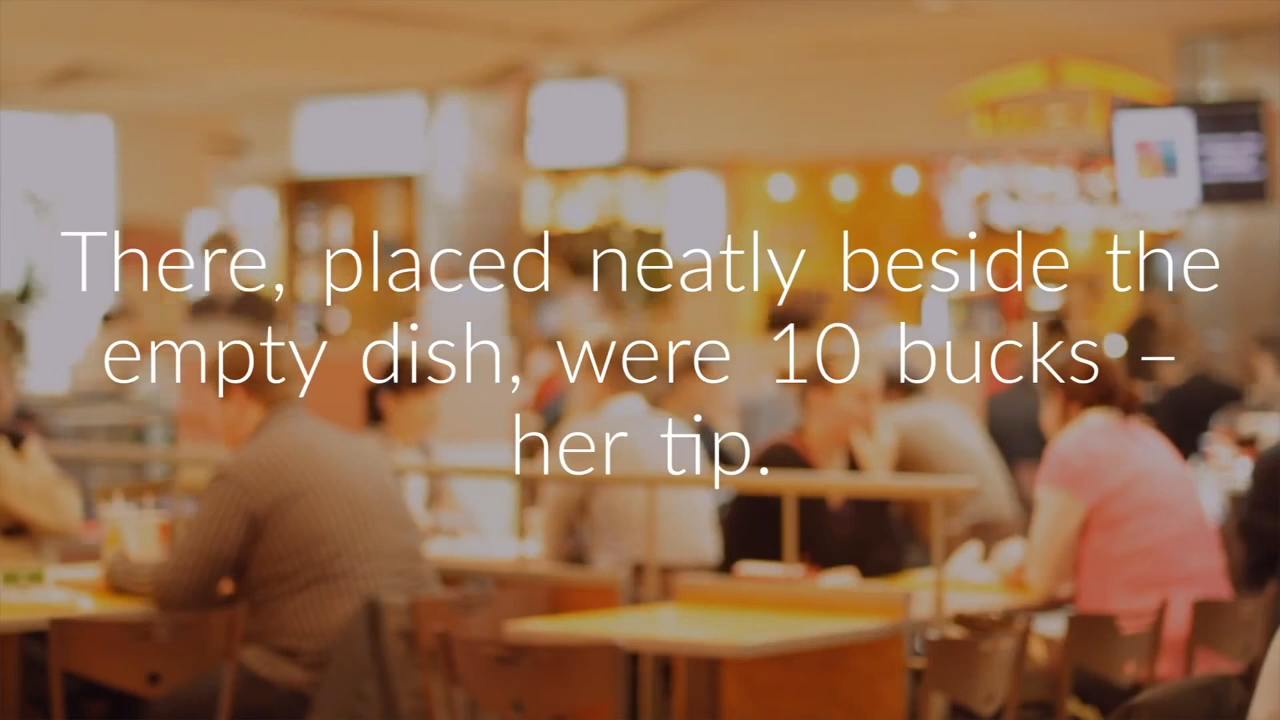 There, placed neatly beside the
empty dish, were 10 bucks –
her tip.